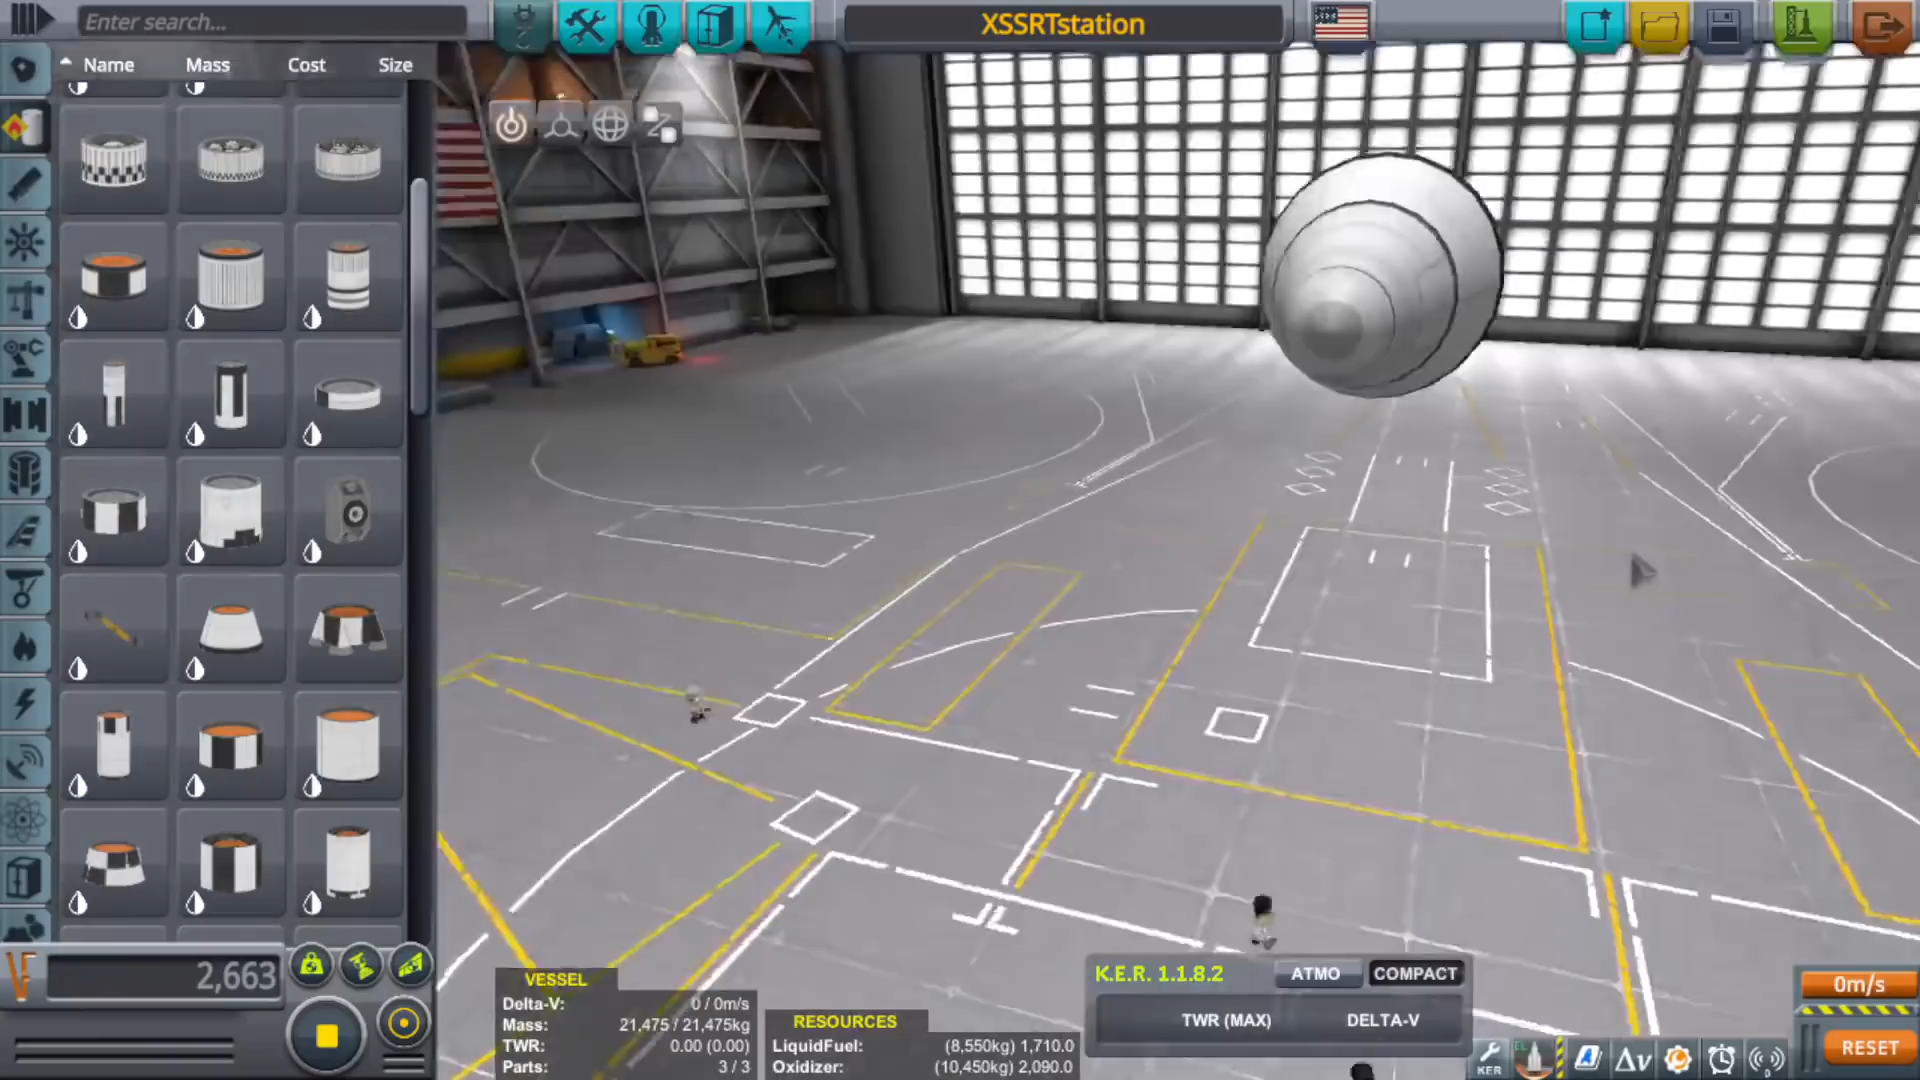 Enter search...
XSSRTstation
Name Mass Cost Size
2,663
VESSEL
Delta-V: 0 / 0m/s
Mass: 21,475 / 21,475kg
TWR: 0.00 (0.00)
Parts: 3 / 3
RESOURCES
LiquidFuel: (8,550kg) 1,710.0
Oxidizer: (10,450kg) 2,090.0
K.E.R. 1.1.8.2 ATMO COMPACT
TWR (MAX) DELTA-V
0m/s
KER
Δv
RESET